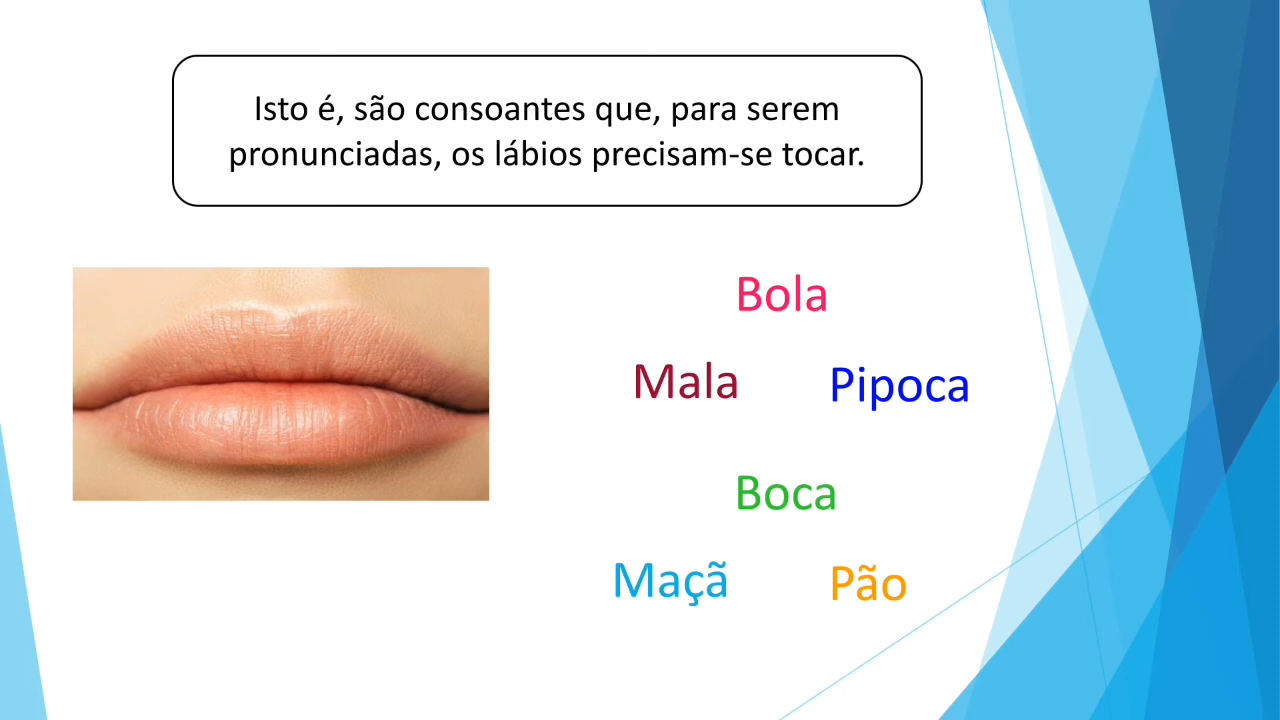 Isto é, são consoantes que, para serem
pronunciadas, os lábios precisam-se tocar.
Bola
Mala
Pipoca
Boca
Maçã
Pão